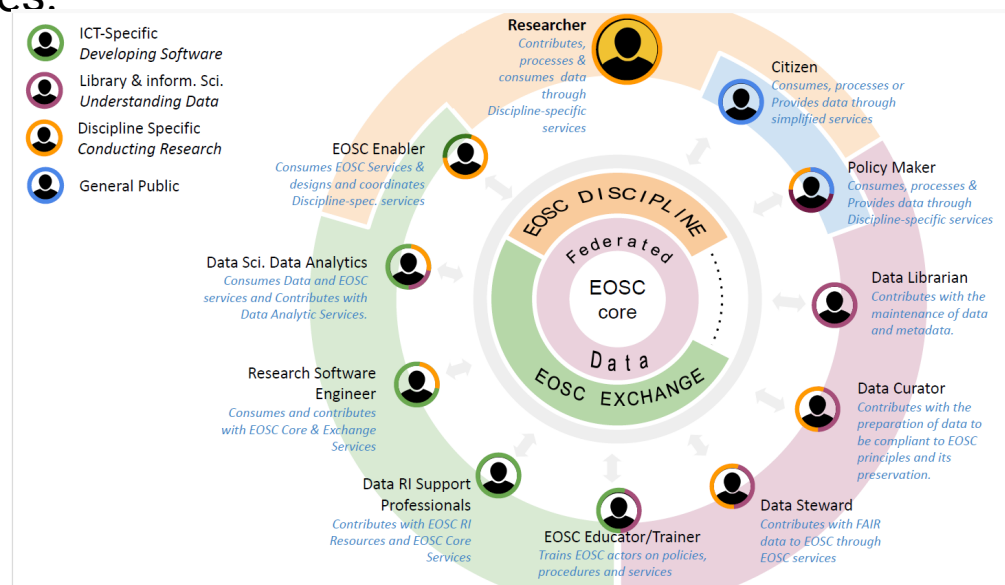 ces.
ICT-Specific
Developing Software
Library & inform. Sci.
Understanding Data
Discipline Specific
Conducting Research
General Public
Researcher
Contributes,
processes &
consumes data
through
Discipline-specific
services
Citizen
Consumes, processes or
Provides data through
simplified services
Policy Maker
Consumes, processes &
Provides data through
Discipline-specific services
Data Librarian
Contributes with the
maintenance of data
and metadata.
Data Curator
Contributes with the
preparation of data to
be compliant to EOSC
principles and its
preservation.
Data Steward
Contributes with FAIR
data to EOSC through
EOSC services
EOSC Educator/Trainer
Trains EOSC actors on policies,
procedures and services
Data RI Support
Professionals
Contributes with EOSC RI
Resources and EOSC Core
Services
Research Software
Engineer
Consumes and contributes
with EOSC Core & Exchange
Services
Data Sci. Data Analytics
Consumes Data and EOSC
services and Contributes with
Data Analytic Services.
EOSC Enabler
Consumes EOSC Services &
designs and coordinates
Discipline-spec. services
EOSC DISCIPLINE
Federated
EOSC
core
Data
EOSC EXCHANGE